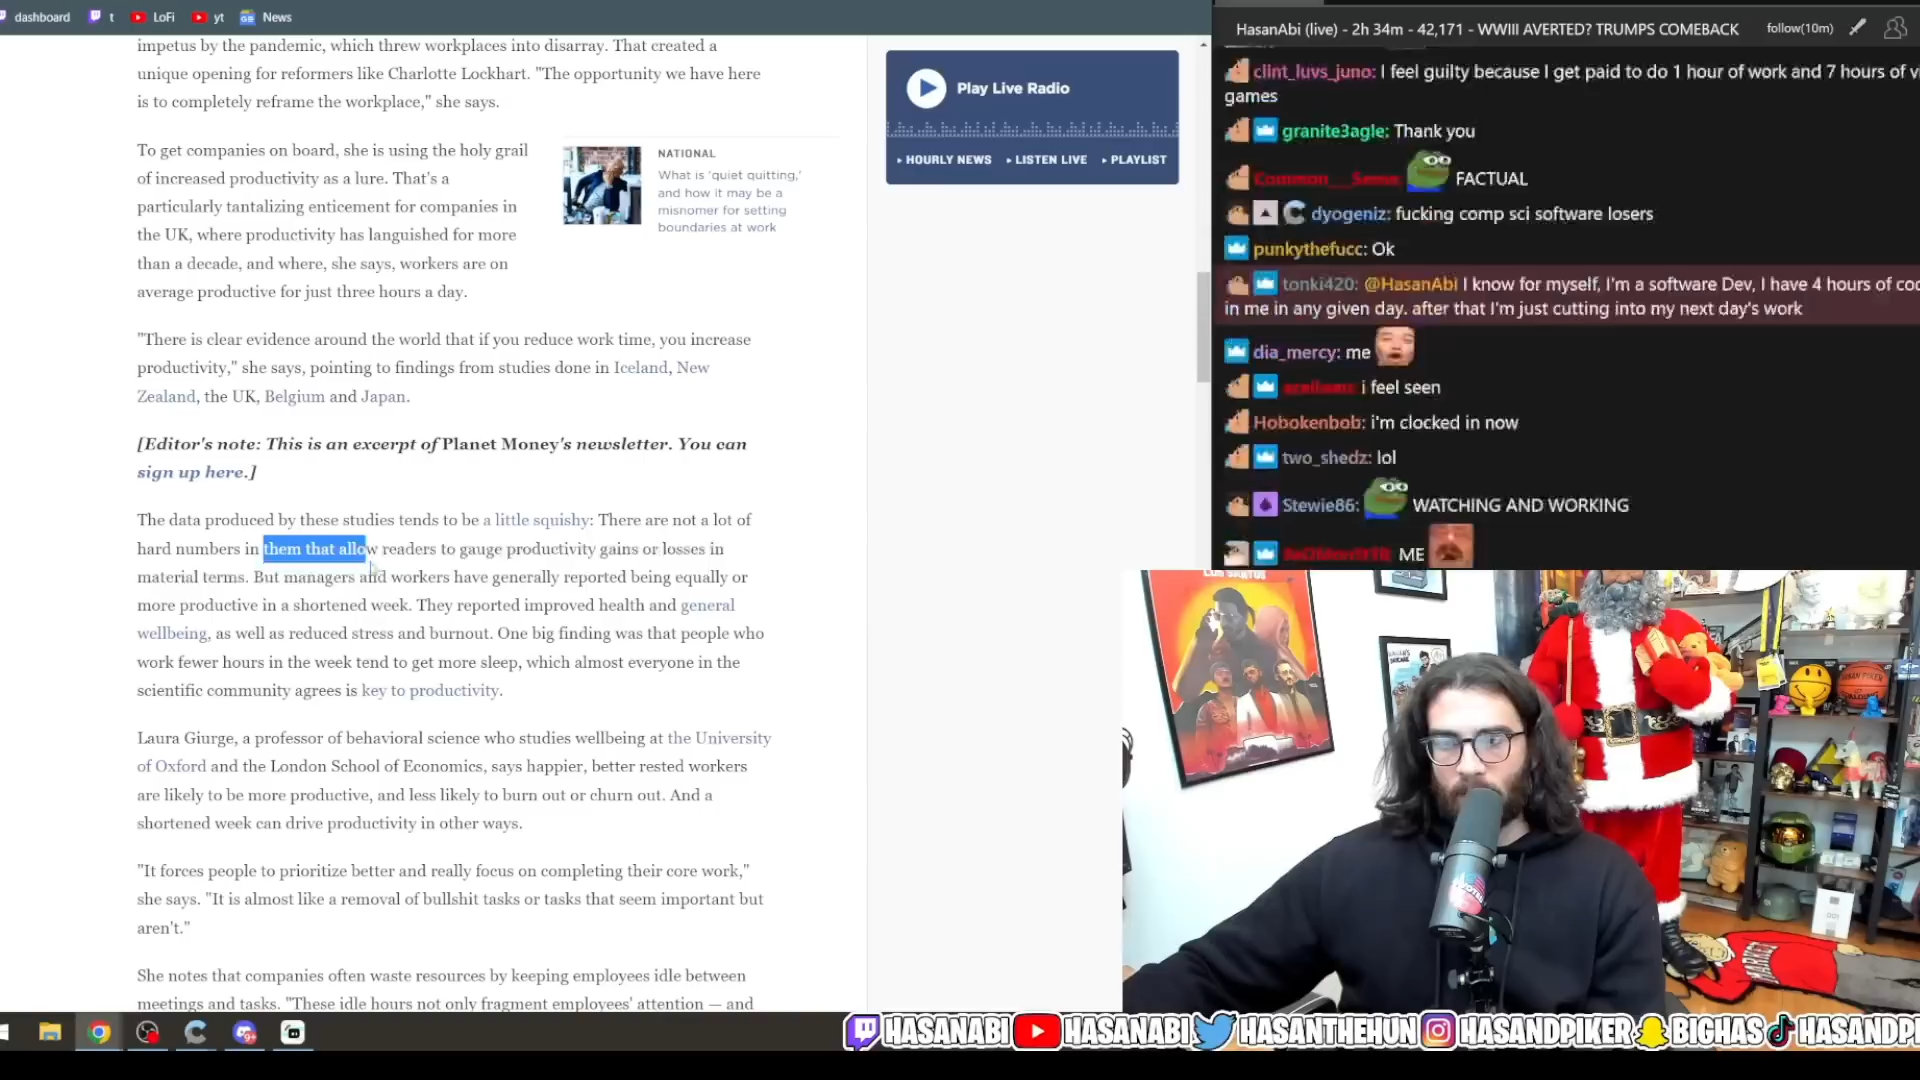 dashboard
t
LoFi
yt
News
impetus by the pandemic, which threw workplaces into disarray. That created a
unique opening for reformers like Charlotte Lockhart. "The opportunity we have here
is to completely reframe the workplace," she says.
To get companies on board, she is using the holy grail
of increased productivity as a lure. That's a
particularly tantalizing enticement for companies in
the UK, where productivity has languished for more
than a decade, and where, she says, workers are on
average productive for just three hours a day.
NATIONAL
What is 'quiet quitting,'
and how it may be a
misnomer for setting
boundaries at work
"There is clear evidence around the world that if you reduce work time, you increase
productivity," she says, pointing to findings from studies done in Iceland, New
Zealand, the UK, Belgium and Japan.
[Editor's note: This is an excerpt of Planet Money's newsletter. You can
sign up here.]
The data produced by these studies tends to be a little squishy: There are not a lot of
hard numbers in them that allow readers to gauge productivity gains or losses in
material terms. But managers and workers have generally reported being equally or
more productive in a shortened week. They reported improved health and general
wellbeing, as well as reduced stress and burnout. One big finding was that people who
work fewer hours in the week tend to get more sleep, which almost everyone in the
scientific community agrees is key to productivity.
Laura Giurge, a professor of behavioral science who studies wellbeing at the University
of Oxford and the London School of Economics, says happier, better rested workers
are likely to be more productive, and less likely to burn out or churn out. And a
shortened week can drive productivity in other ways.
"It forces people to prioritize better and really focus on completing their core work,"
she says. "It is almost like a removal of bullshit tasks or tasks that seem important but
aren't."
She notes that companies often waste resources by keeping employees idle between
meetings and tasks. "These idle hours not only fragment employees' attention — and
Play Live Radio
HOURLY NEWS
LISTEN LIVE
PLAYLIST
HasanAbi (live) - 2h 34m - 42,171 - WWIII AVERTED? TRUMPS COMEBACK
follow(10m)
clint_luvs_juno: I feel guilty because I get paid to do 1 hour of work and 7 hours of
games
granite3agle: Thank you
Common___Sense FACTUAL
dyogeniz: fucking comp sci software losers
punkythefucc: Ok
tonki420: @HasanAbi I know for myself, I'm a software Dev, I have 4 hours of
in me in any given day. after that I'm just cutting into my next day's work
dia_mercy: me
i feel seen
Hobokenbob: i'm clocked in now
two_shedz: lol
Stewie86: WATCHING AND WORKING
ME
HASANABI
HASANABI
HASANTHEHUN
HASANDPIKER
BIGHAS
HASANDPI